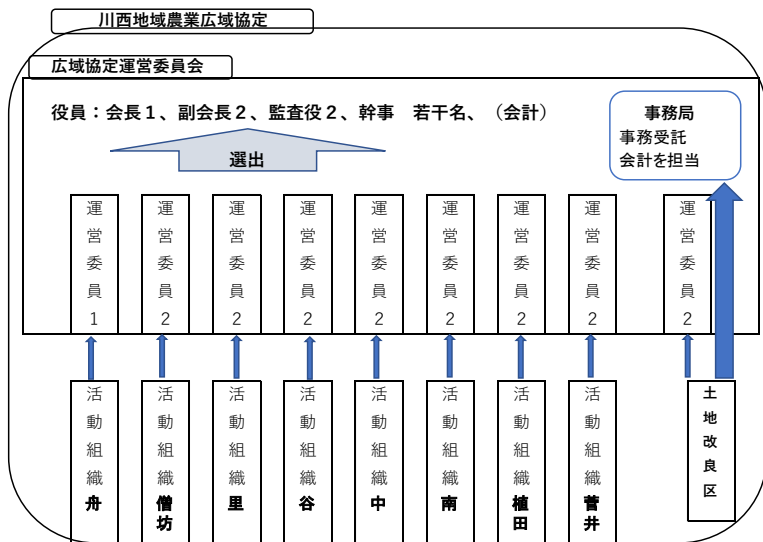 川西地域農業広域協定
広域協定運営委員会
役員：会長１、副会長２、監査役２、幹事　若干名、（会計）
選出
事務局
事務受託
会計を担当
運営委員1
運営委員2
運営委員2
運営委員2
運営委員2
運営委員2
運営委員2
運営委員2
運営委員2
活動組織舟
活動組織僧坊
活動組織里
活動組織谷
活動組織中
活動組織南
活動組織植田
活動組織菅井
土地改良区